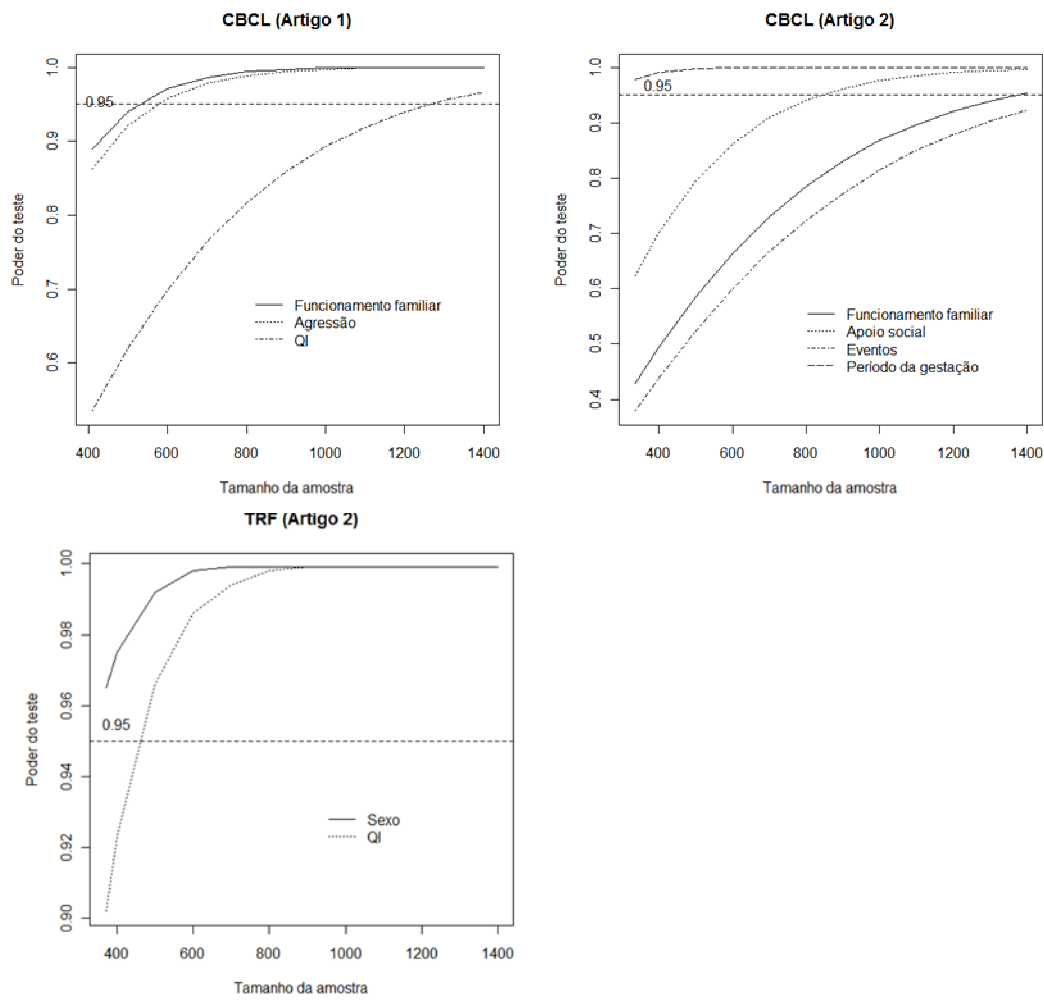 CBCL (Artigo 1)
Poder do teste
1.0
0.9
0.8
0.7
0.6
0.95
Funcionamento familiar
Agressão
QI
400 600 800 1000 1200 1400
Tamanho da amostra
CBCL (Artigo 2)
Poder do teste
1.0
0.9
0.8
0.7
0.6
0.5
0.4
0.95
Funcionamento familiar
Apoio social
Eventos
Período da gestação
400 600 800 1000 1200 1400
Tamanho da amostra
TRF (Artigo 2)
Poder do teste
1.00
0.98
0.96
0.94
0.92
0.90
0.95
Sexo
QI
400 600 800 1000 1200 1400
Tamanho da amostra